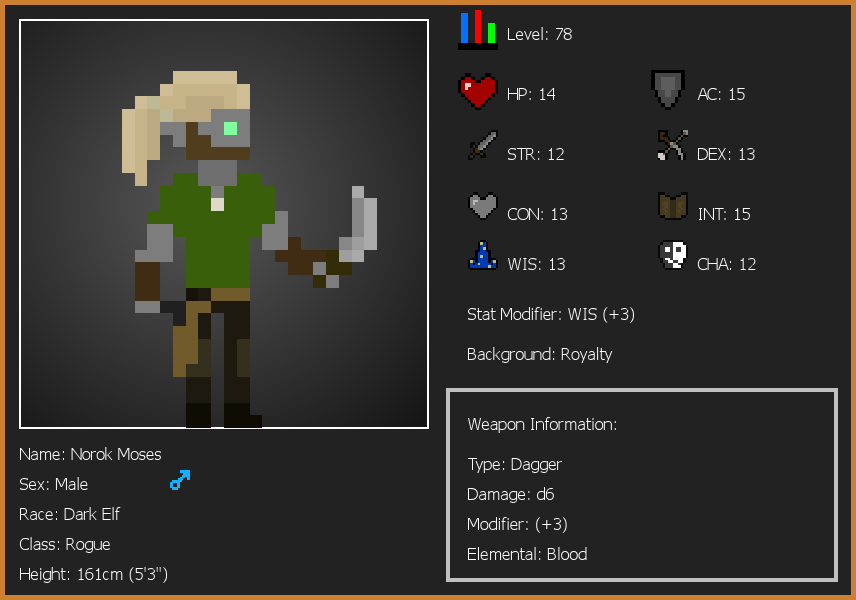 Level: 78
HP: 14
AC: 15
STR: 12
DEX: 13
CON: 13
INT: 15
WIS: 13
CHA: 12
Stat Modifier: WIS (+3)
Background: Royalty
Weapon Information:
Type: Dagger
Damage: d6
Modifier: (+3)
Elemental: Blood
Name: Norok Moses
Sex: Male
Race: Dark Elf
Class: Rogue
Height: 161cm (5'3")